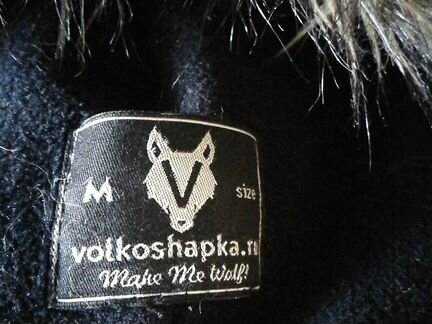 V
M size
volkoshapka.ru
Make Me Wolf!